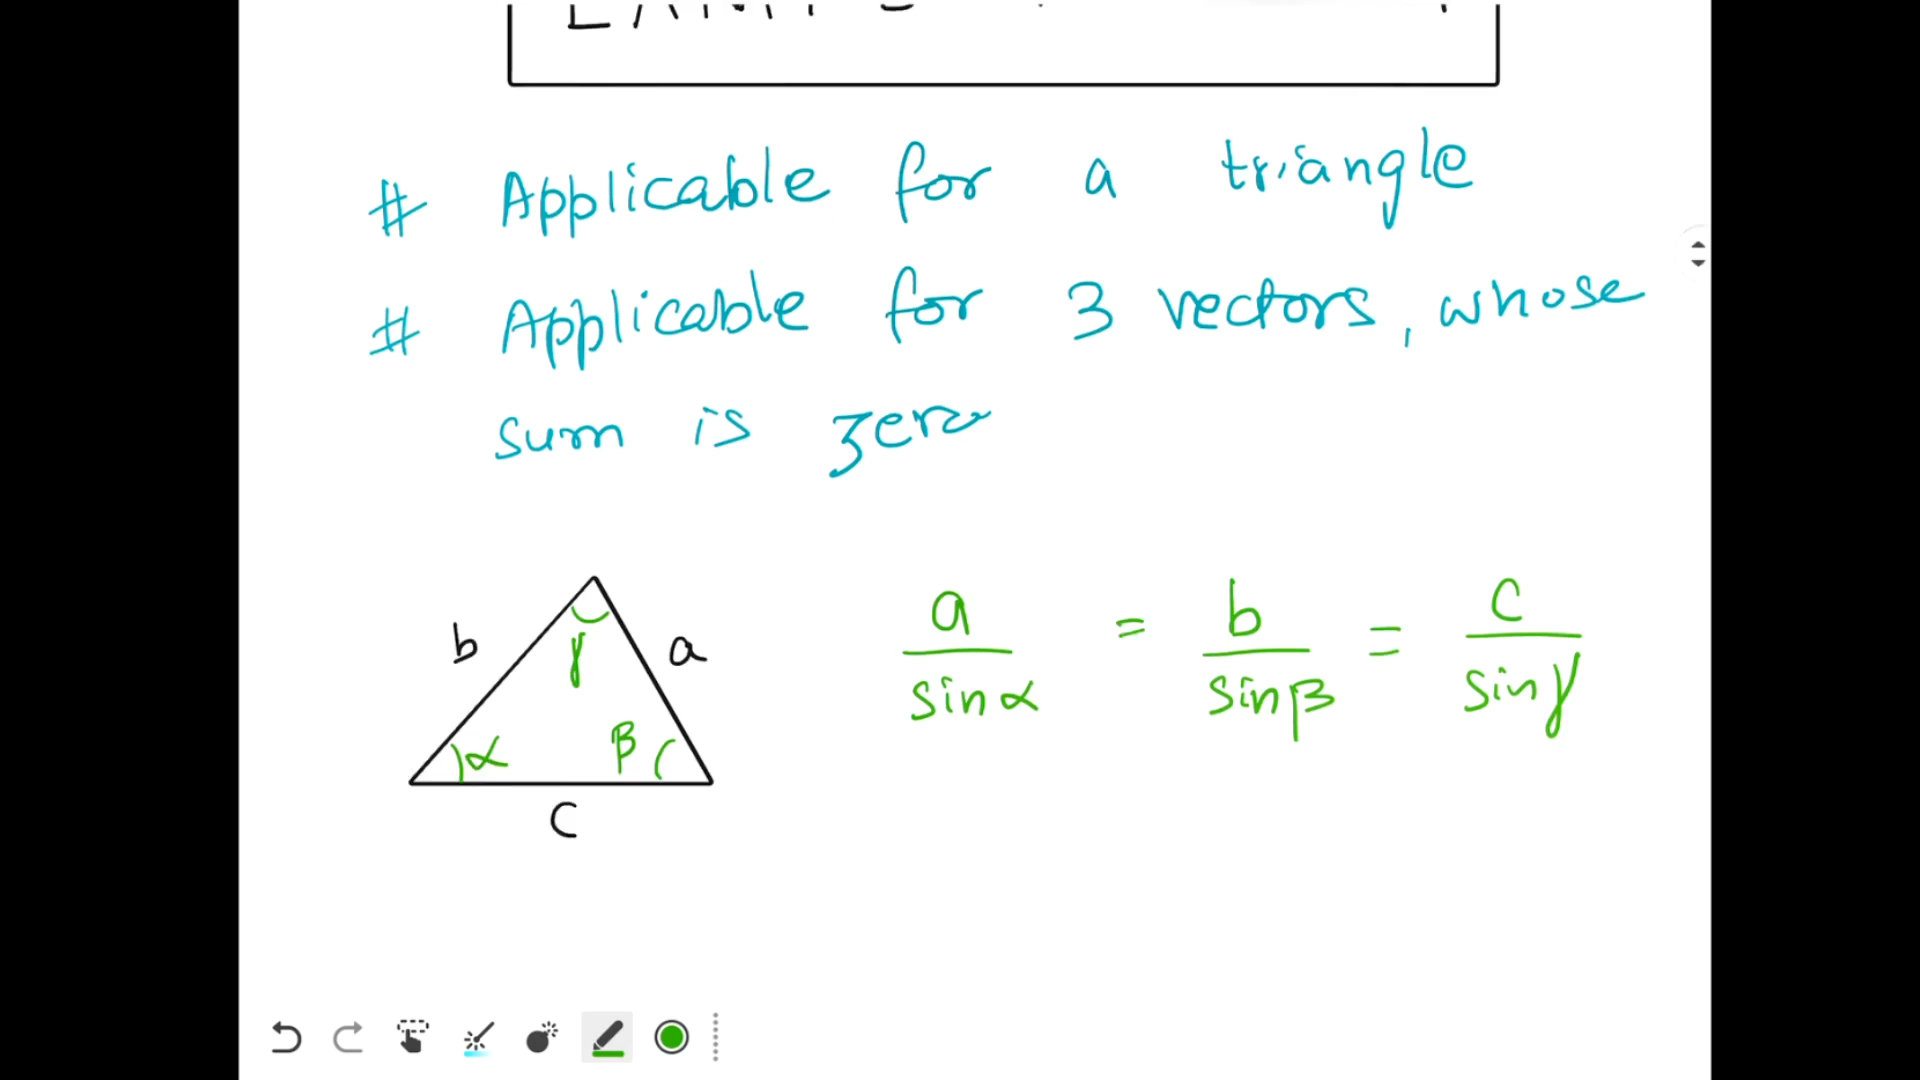 # Applicable for a triangle
# Applicable for 3 vectors, whose
sum is zero
b
γ
a
α
β
c
a/sinα = b/sinβ = c/sinγ